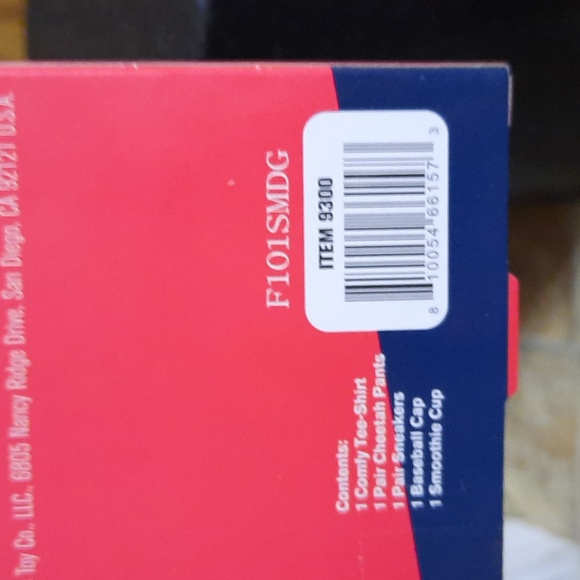 Toy Co., LLC., 6805 Nancy Ridge Drive, San Diego, CA 92121 U.S.A
F101SMDG
ITEM 9300
8 10054 66157 3
Contents:
1 Comfy Tee-Shirt
1 Pair Cheetah Pants
1 Pair Sneakers
1 Baseball Cap
1 Smoothie Cup